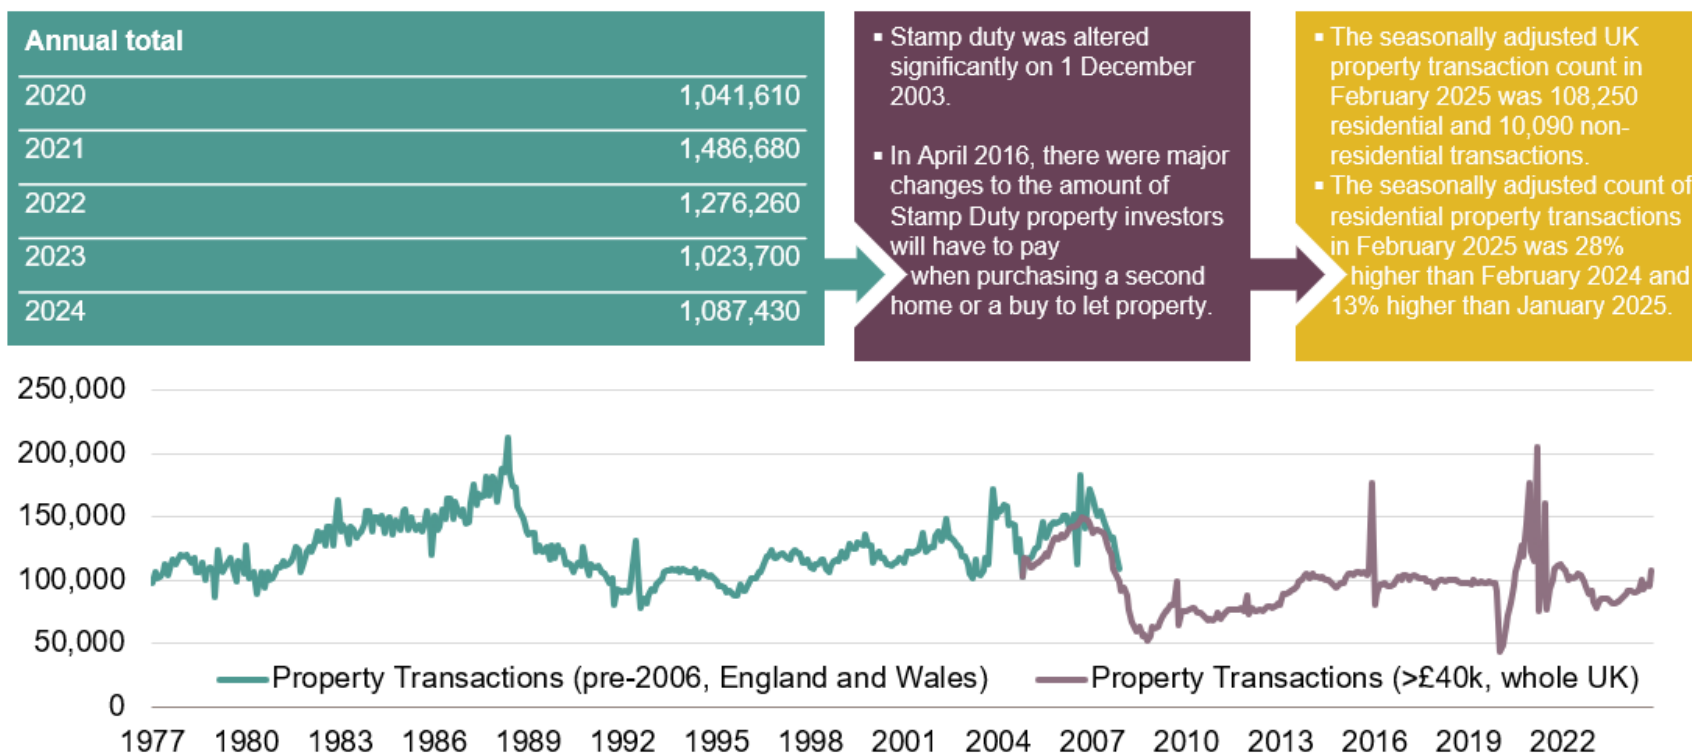 Annual total
2020 1,041,610
2021 1,486,680
2022 1,276,260
2023 1,023,700
2024 1,087,430
▪ Stamp duty was altered
significantly on 1 December
2003.
▪ In April 2016, there were major
changes to the amount of
Stamp Duty property investors
will have to pay
when purchasing a second
home or a buy to let property.
▪ The seasonally adjusted UK
property transaction count in
February 2025 was 108,250
residential and 10,090 non-
residential transactions.
▪ The seasonally adjusted count of
residential property transactions
in February 2025 was 28%
higher than February 2024 and
13% higher than January 2025.
250,000
200,000
150,000
100,000
50,000
0
Property Transactions (pre-2006, England and Wales)
Property Transactions (>£40k, whole UK)
1977 1980 1983 1986 1989 1992 1995 1998 2001 2004 2007 2010 2013 2016 2019 2022